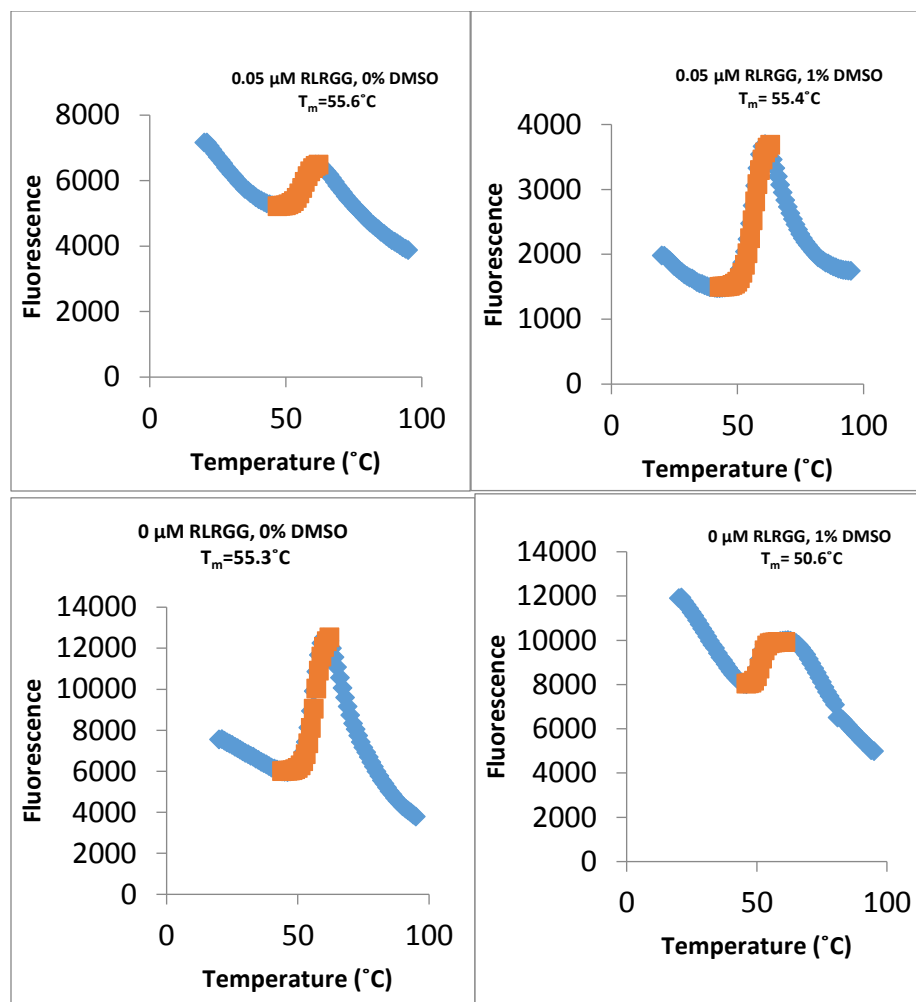 0.05 µM RLRGG, 0% DMSO
Tm=55.6˚C
8000
6000
4000
2000
0
0 50 100
Fluorescence
Temperature (˚C)
0.05 µM RLRGG, 1% DMSO
Tm= 55.4˚C
4000
3000
2000
1000
0
0 50 100
Fluorescence
Temperature (˚C)
0 µM RLRGG, 0% DMSO
Tm=55.3˚C
14000
12000
10000
8000
6000
4000
2000
0
0 50 100
Fluorescence
Temperature (˚C)
0 µM RLRGG, 1% DMSO
Tm= 50.6˚C
14000
12000
10000
8000
6000
4000
2000
0
0 50 100
Fluorescence
Temperature (˚C)